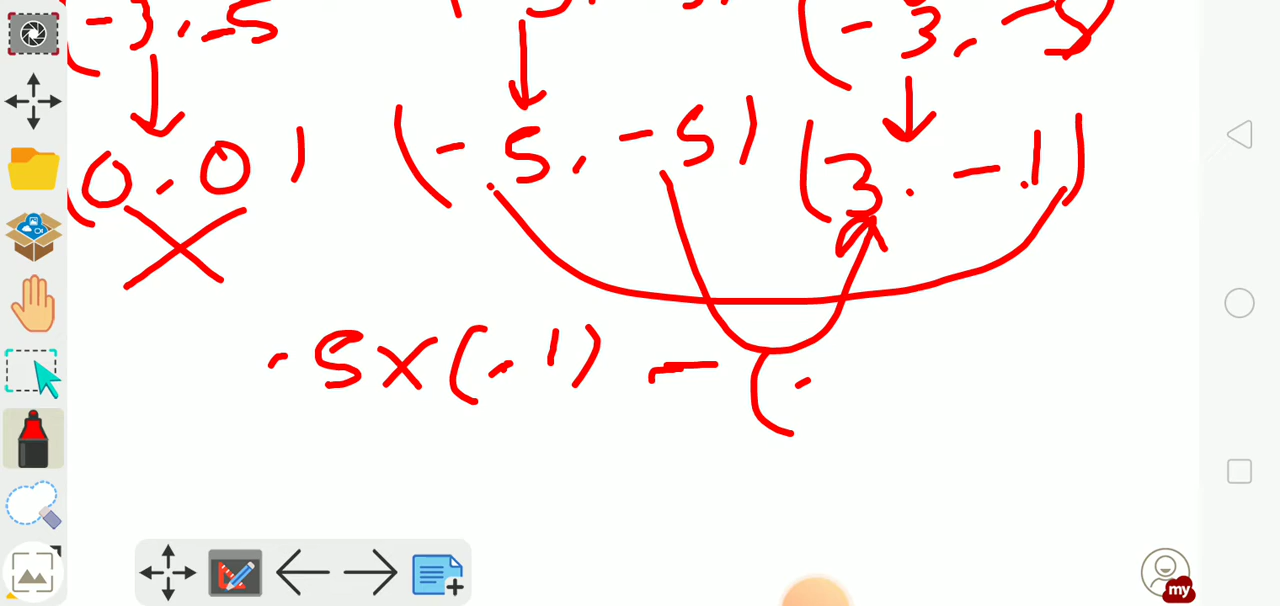 (-3, -5 (-3, -5)
(0, 0) (-5, -5) (3, -1)
-5 × (-1) - (-
my